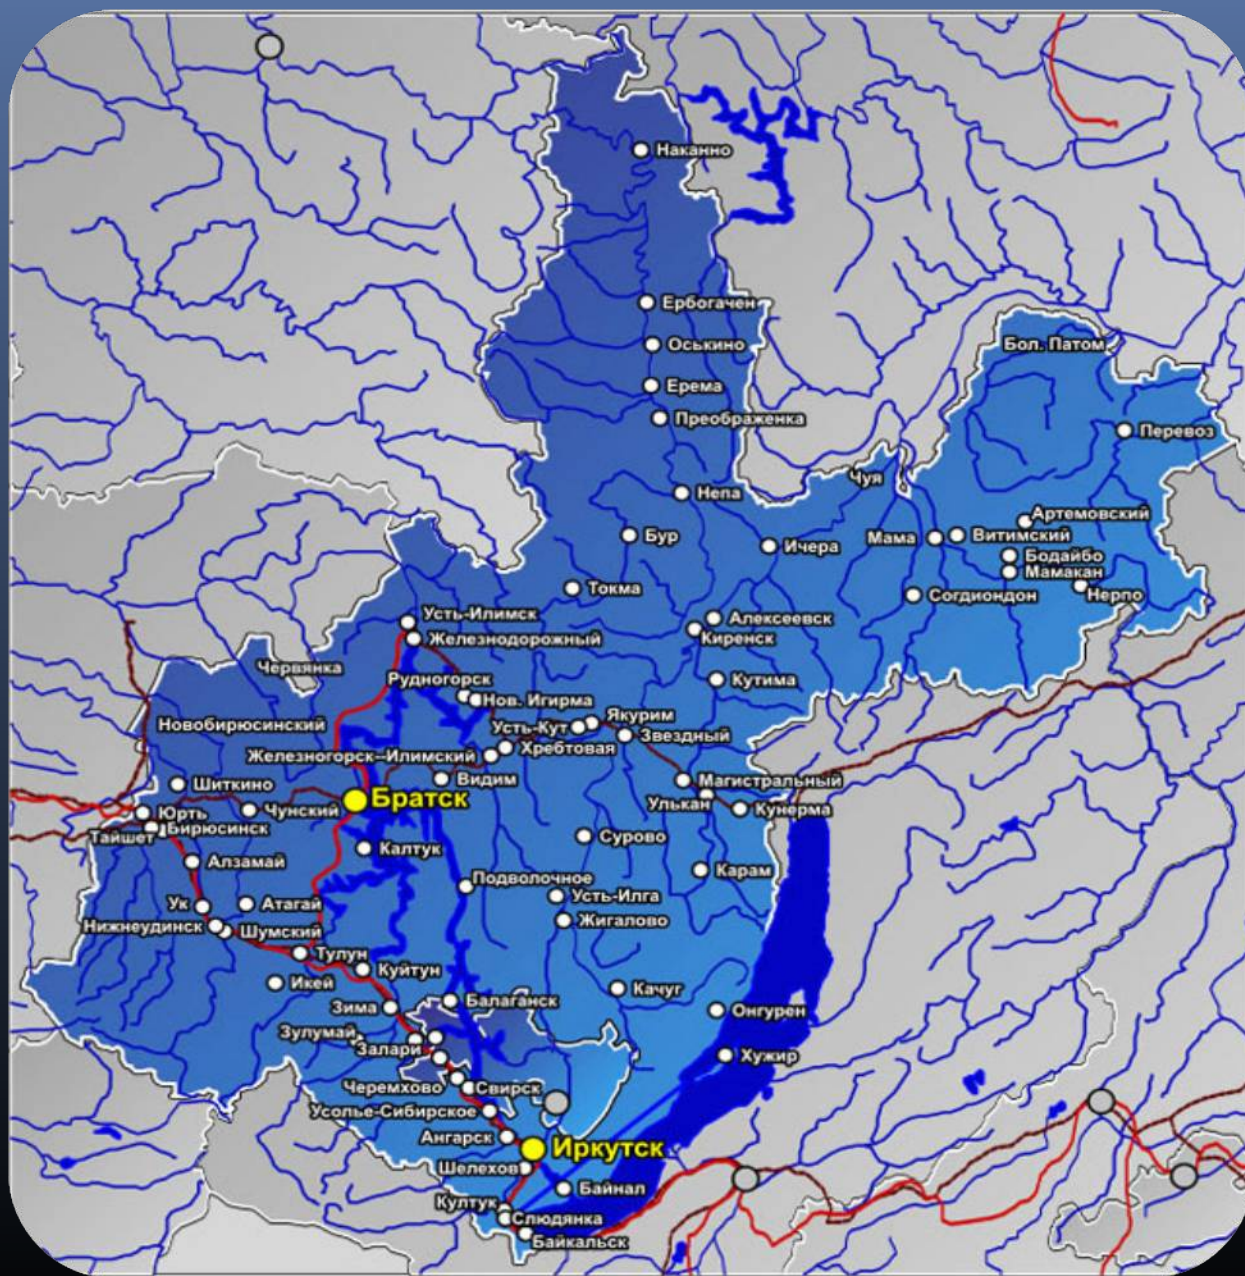 Наканно
Ербогачен
Оськино
Бол. Патом
Ерема
Преображенка
Перевоз
Чуя
Непа
Артемовский
Бур
Ичера
Мама
Витимский
Бодайбо
Мамакан
Токма
Согдиондон
Нерпо
Усть-Илимск
Алексеевск
Железнодорожный
Киренск
Червянка
Рудногорск
Кутима
Нов. Игирма
Якурим
Новобирюсинский
Усть-Кут
Звездный
Хребтовая
Железногорск--Илимский
Видим
Магистральный
Шиткино
Братск
Улькан
Кунерма
Юрть
Чунский
Бирюсинск
Тайшет
Сурово
Калтук
Алзамай
Карам
Подволочное
Усть-Илга
Ук
Атагай
Жигалово
Нижнеудинск
Шумский
Тулун
Куйтун
Икей
Качуг
Балаганск
Зима
Онгурен
Зулумай
Залари
Хужир
Черемхово
Свирск
Усолье-Сибирское
Ангарск
Иркутск
Шелехов
Байнал
Култук
Слюдянка
Байкальск